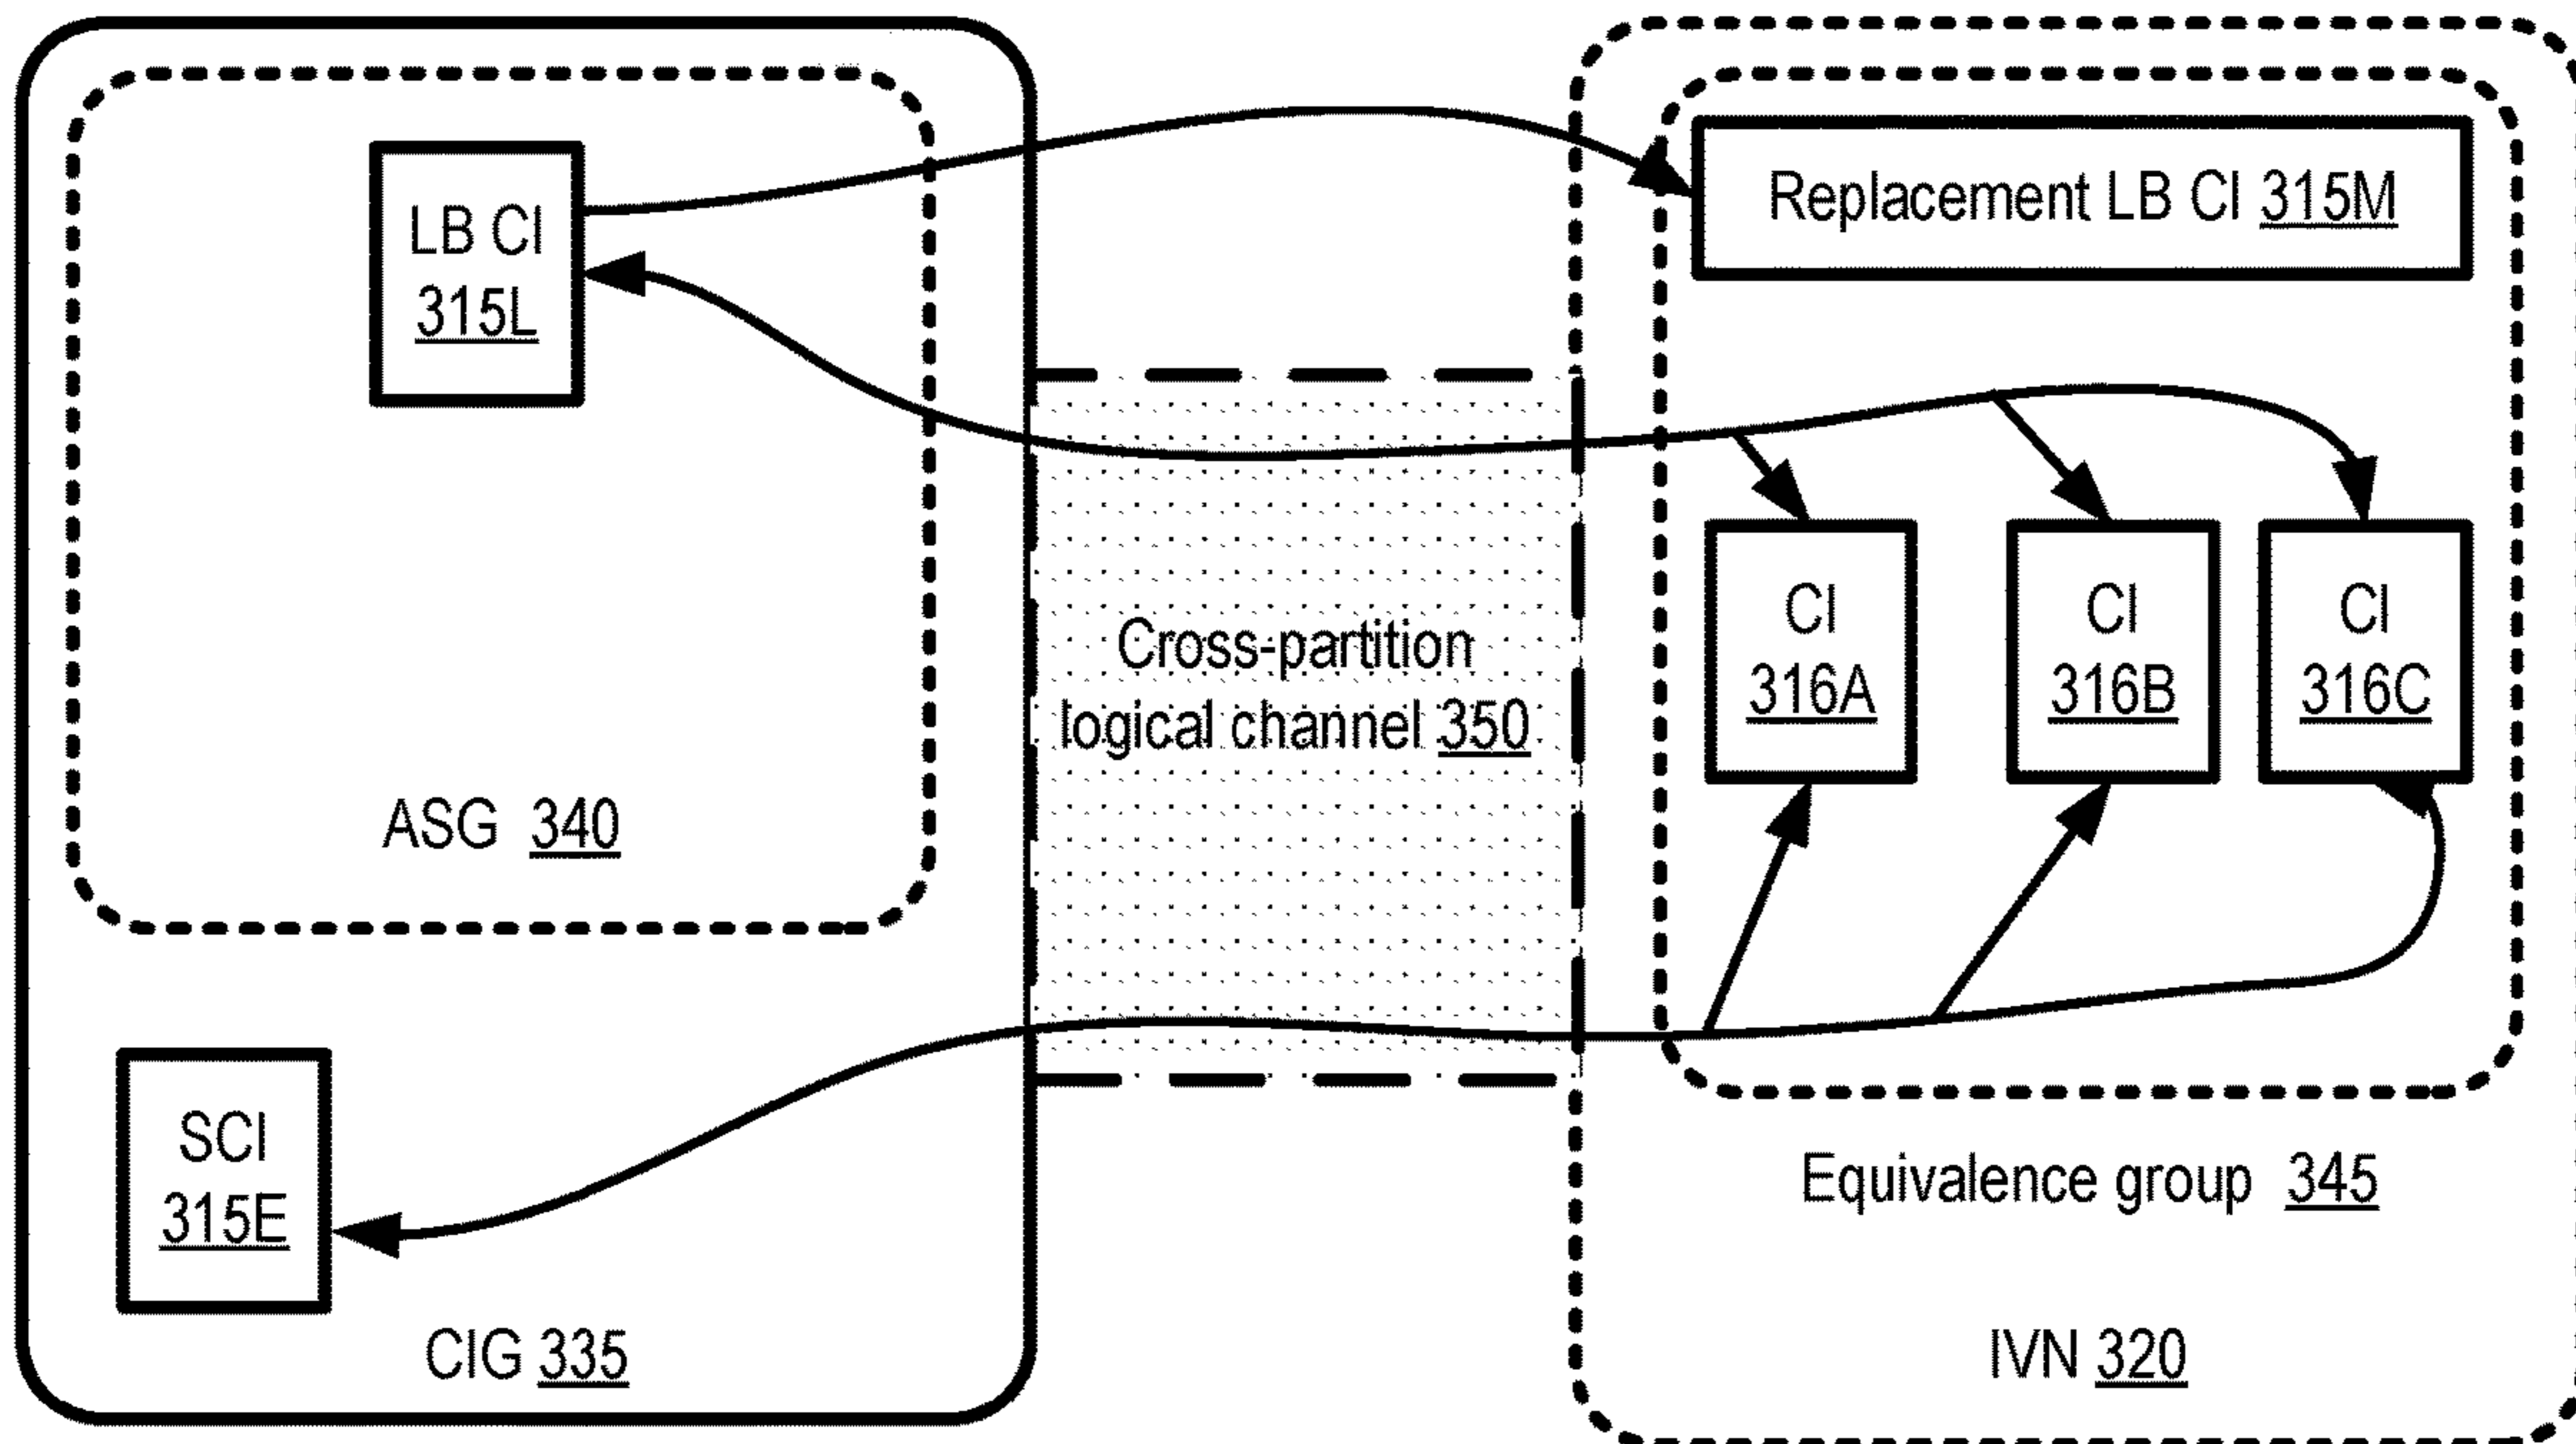 LB CI
315L
Replacement LB CI 315M
Cross-partition
logical channel 350
CI
316A
CI
316B
CI
316C
ASG 340
SCI
315E
Equivalence group 345
CIG 335
IVN 320